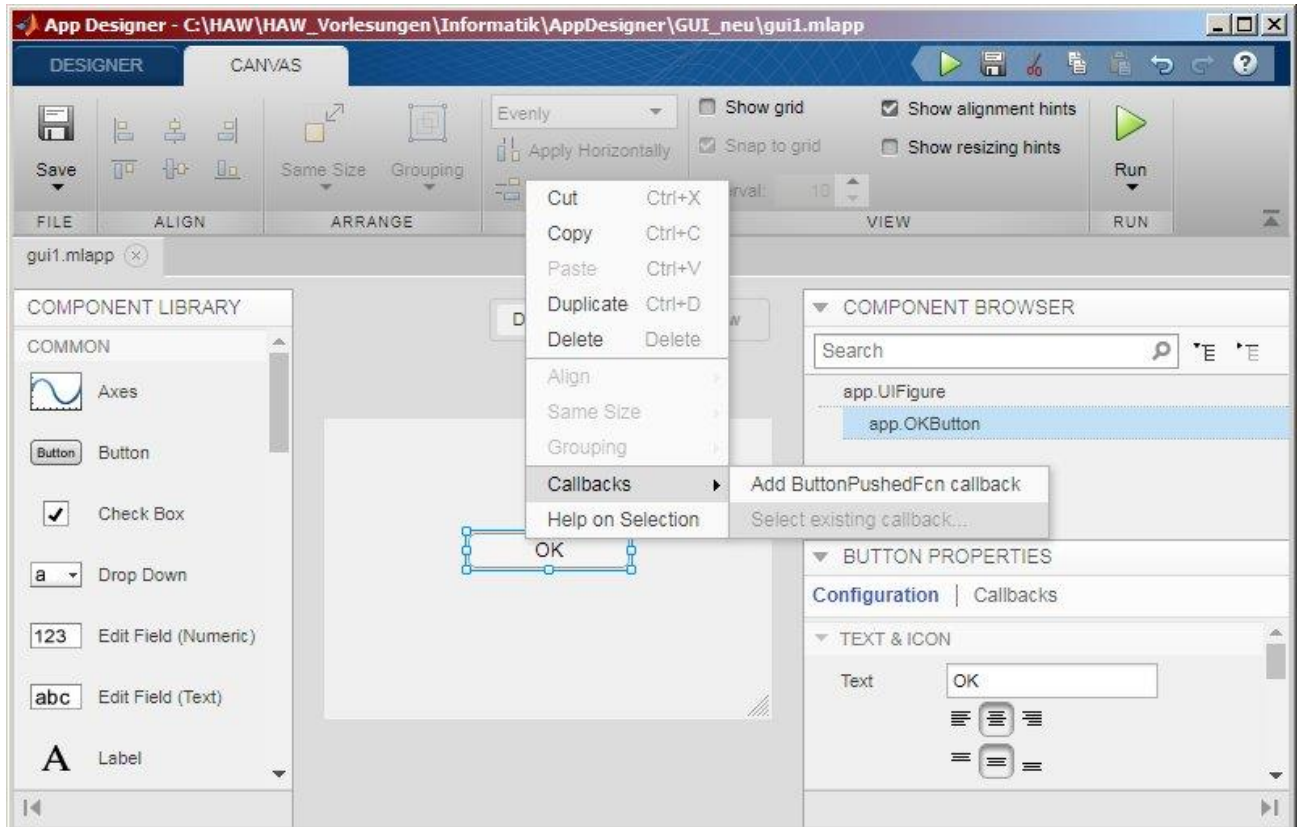 App Designer - C:\HAW\HAW_Vorlesungen\Informatik\AppDesigner\GUI_neu\gui1.mlapp
DESIGNER CANVAS
Save
Same Size Grouping
Evenly
Apply Horizontally
Show grid
Snap to grid
10
Show alignment hints
Show resizing hints
Run
FILE ALIGN ARRANGE VIEW RUN
gui1.mlapp
COMPONENT LIBRARY
COMMON
Axes
Button Button
Check Box
a Drop Down
123 Edit Field (Numeric)
abc Edit Field (Text)
A Label
Cut Ctrl+X
Copy Ctrl+C
Paste Ctrl+V
Duplicate Ctrl+D
Delete Delete
Align
Same Size
Grouping
Callbacks
Help on Selection
Add ButtonPushedFcn callback
Select existing callback...
OK
COMPONENT BROWSER
Search
app.UIFigure
app.OKButton
BUTTON PROPERTIES
Configuration | Callbacks
TEXT & ICON
Text OK